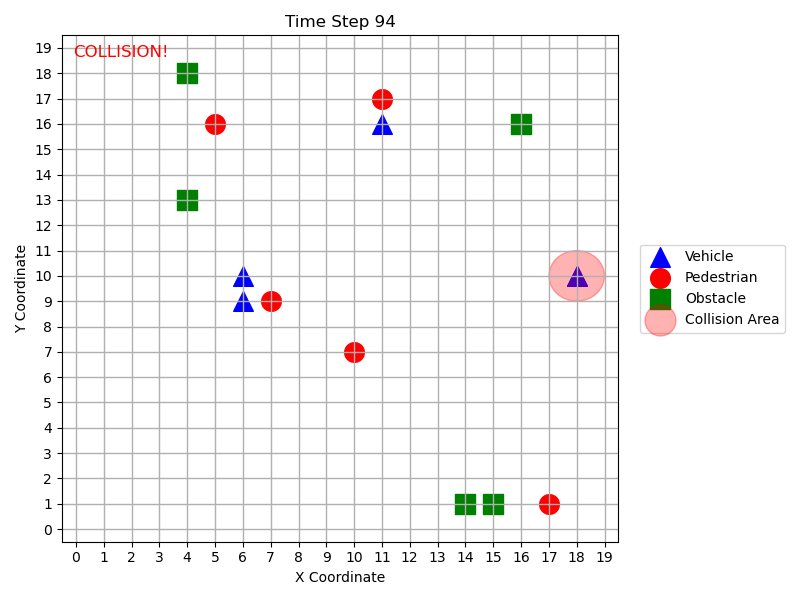 Time Step 94
COLLISION!
19
18
17
16
15
14
13
12
11
10
9
8
7
6
5
4
3
2
1
0
Y Coordinate
0 1 2 3 4 5 6 7 8 9 10 11 12 13 14 15 16 17 18 19
X Coordinate
Vehicle
Pedestrian
Obstacle
Collision Area